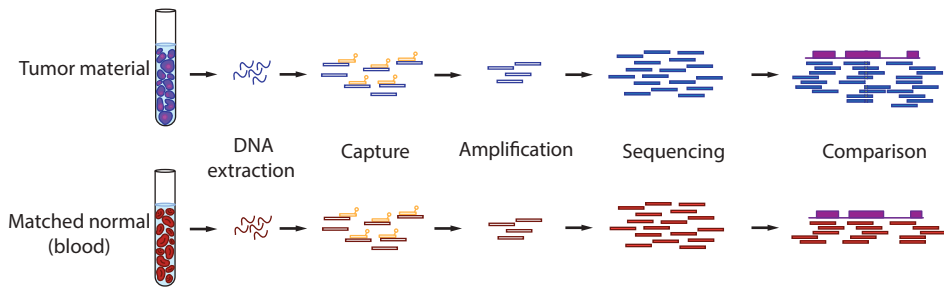 Tumor material
DNA
extraction
Capture
Amplification
Sequencing
Comparison
Matched normal
(blood)